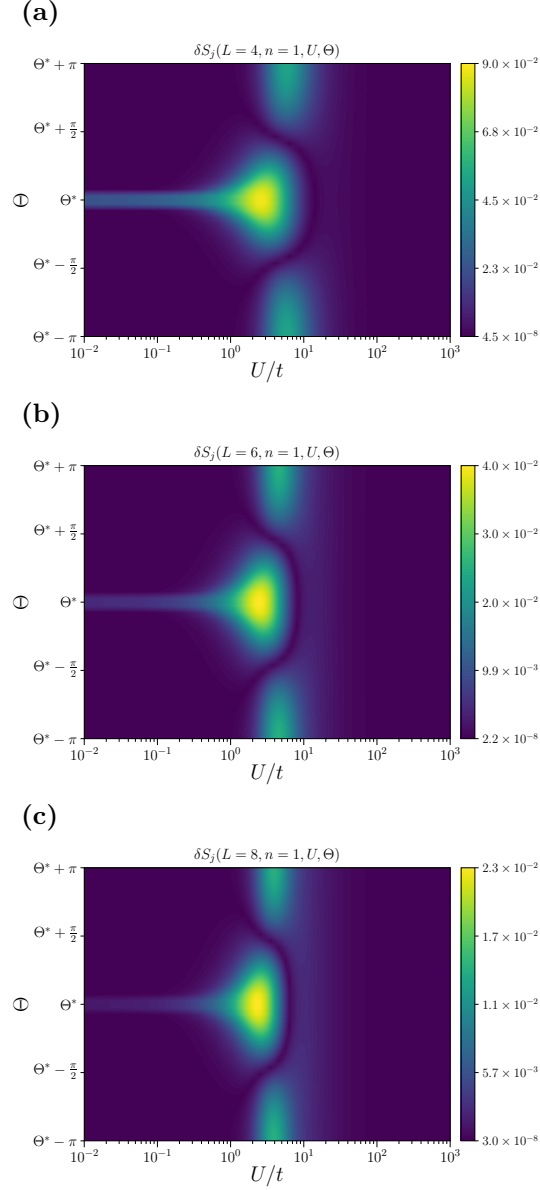 (a)
δS_j(L = 4, n = 1, U, Θ)
Θ* + π
Θ* + π/2
Θ*
Θ* − π/2
Θ* − π
Θ
10^−2 10^−1 10^0 10^1 10^2 10^3
U/t
9.0 × 10^−2
6.8 × 10^−2
4.5 × 10^−2
2.3 × 10^−2
4.5 × 10^−8
(b)
δS_j(L = 6, n = 1, U, Θ)
Θ* + π
Θ* + π/2
Θ*
Θ* − π/2
Θ* − π
Θ
10^−2 10^−1 10^0 10^1 10^2 10^3
U/t
4.0 × 10^−2
3.0 × 10^−2
2.0 × 10^−2
9.9 × 10^−3
2.2 × 10^−8
(c)
δS_j(L = 8, n = 1, U, Θ)
Θ* + π
Θ* + π/2
Θ*
Θ* − π/2
Θ* − π
Θ
10^−2 10^−1 10^0 10^1 10^2 10^3
U/t
2.3 × 10^−2
1.7 × 10^−2
1.1 × 10^−2
5.7 × 10^−3
3.0 × 10^−8